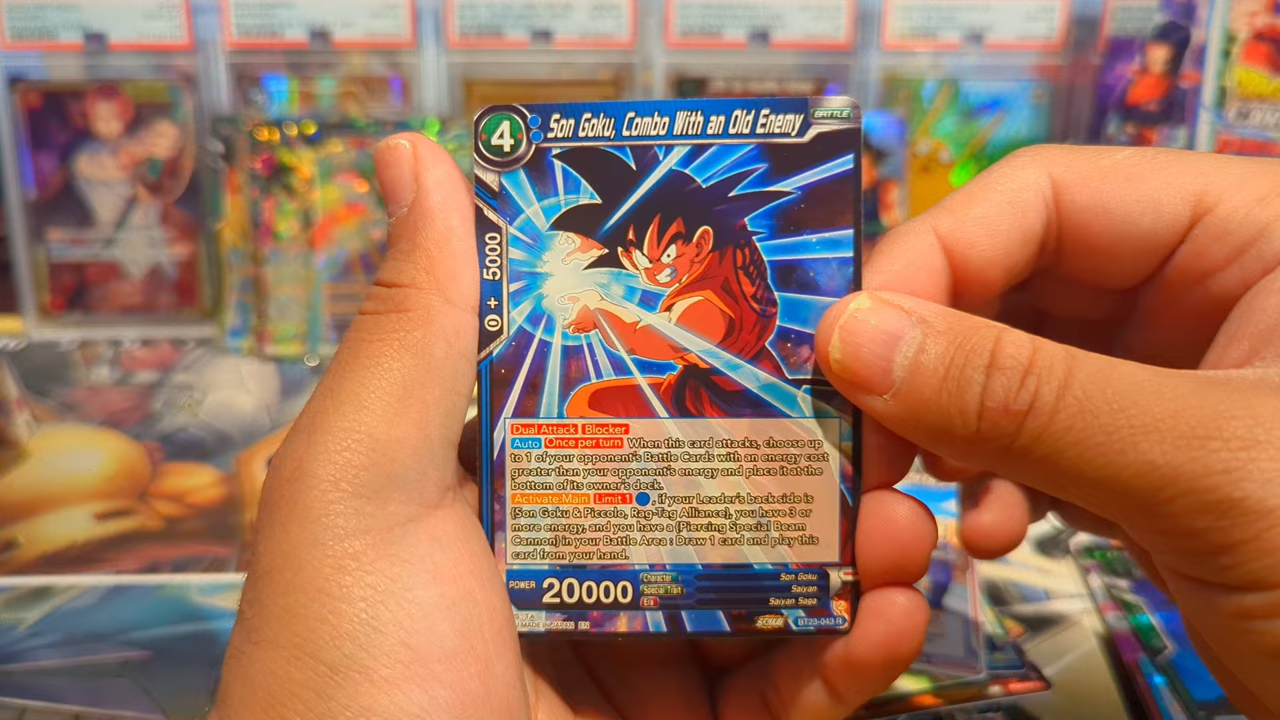 4
Son Goku, Combo With an Old Enemy
BATTLE
0 + 5000
Dual Attack Blocker
Auto Once per turn When this card attacks, choose up
to 1 of your opponent's Battle Cards with an energy cost
greater than your opponent's energy and place it at the
bottom of its owner's deck.
Activate:Main Limit 1 , if your Leader's back side is
{Son Goku & Piccolo, Rag-Tag Alliance}, you have 3 or
more energy, and you have a {Piercing Special Beam
Cannon} in your Battle Area : Draw 1 card and play this
card from your hand.
POWER 20000
Character Son Goku
Special Trait Saiyan
Era Saiyan Saga
MADE IN JAPAN EN
BT23-043 R